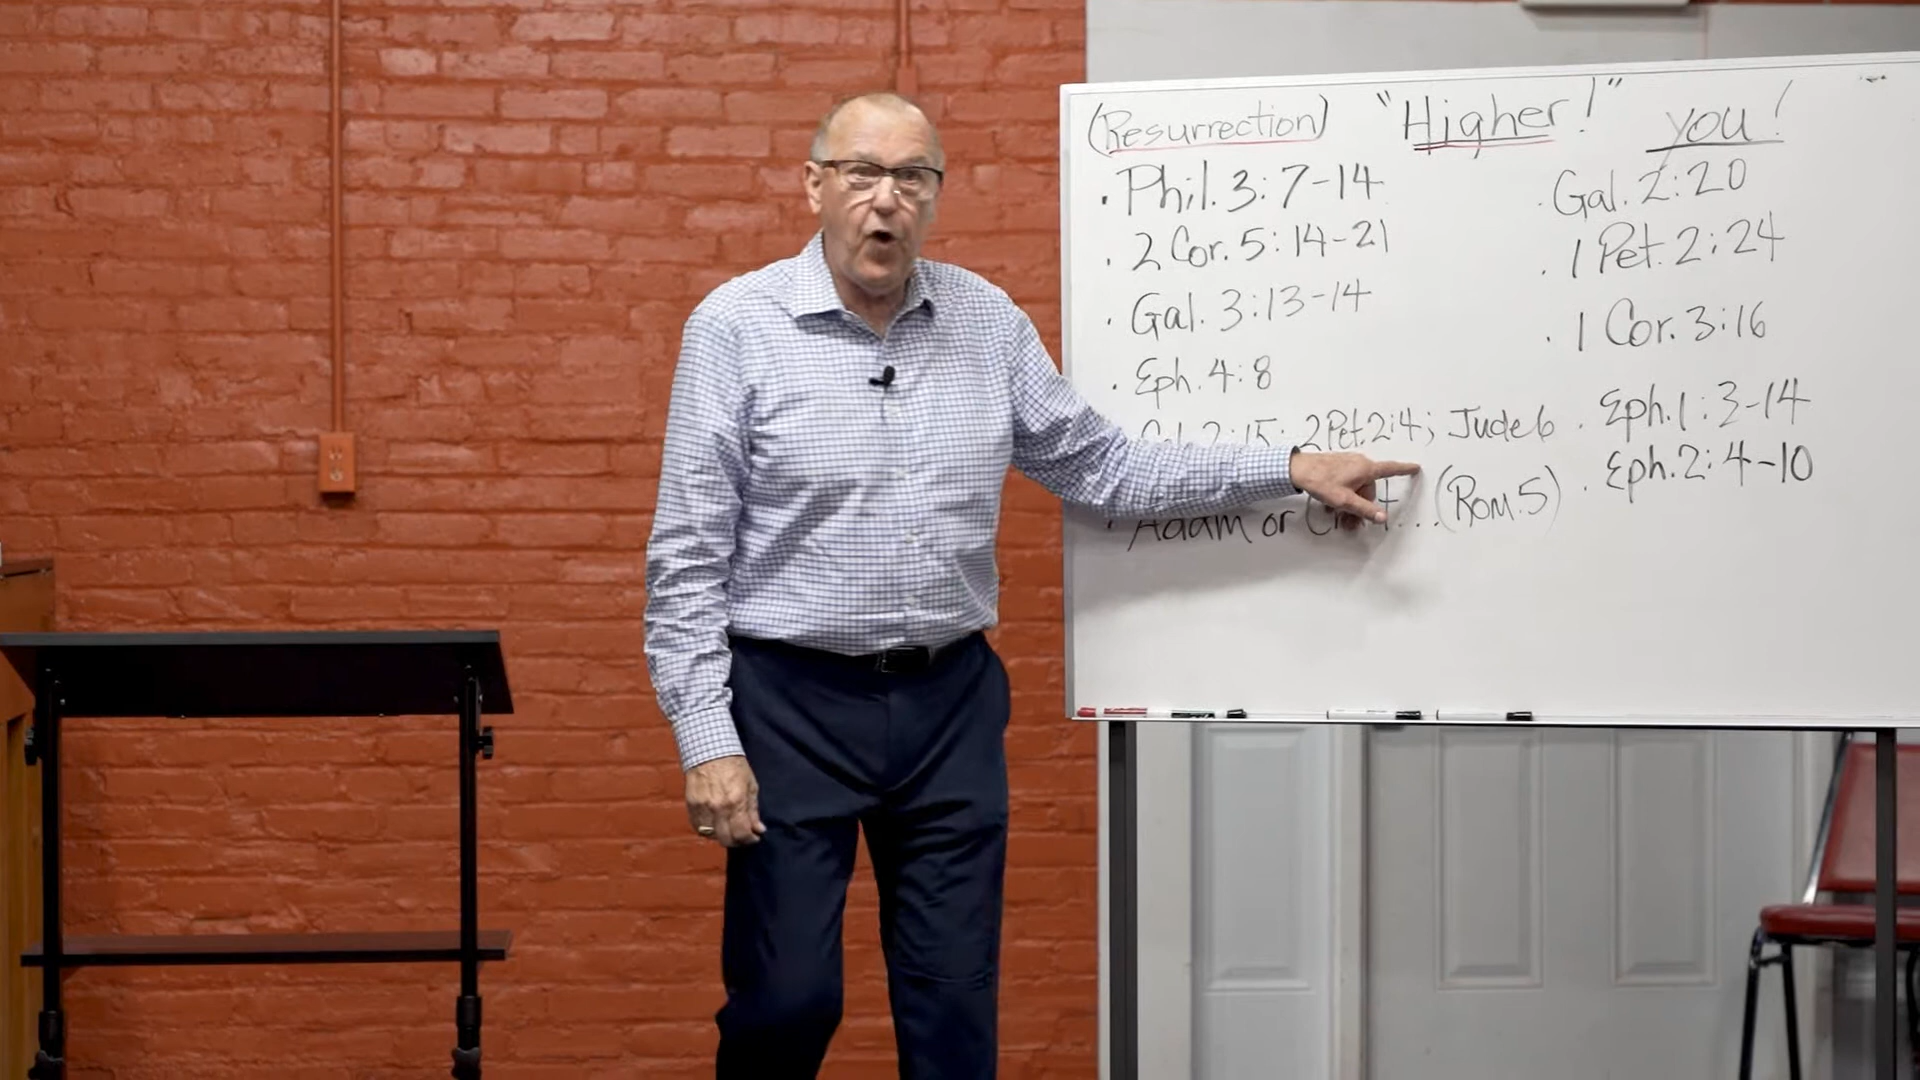 (Resurrection) "Higher!" you!
· Phil. 3:7-14
· 2 Cor. 5:14-21
· Gal. 3:13-14
· Eph. 4:8
2:15; 2 Pet. 2:4; Jude 6
· Adam or ... (Rom. 5)
· Gal. 2:20
· 1 Pet. 2:24
· 1 Cor. 3:16
· Eph. 1:3-14
· Eph. 2:4-10